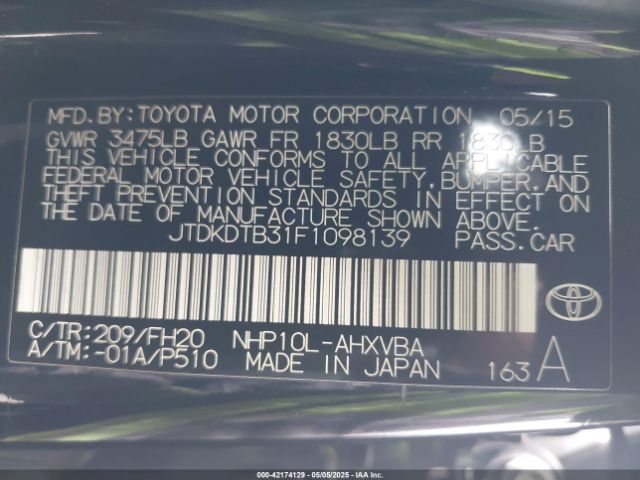 MFD.BY:TOYOTA MOTOR CORPORATION 05/15
GVWR 3475LB GAWR FR 1830LB RR 1830LB
THIS VEHICLE CONFORMS TO ALL APPLICABLE
FEDERAL MOTOR VEHICLE SAFETY, BUMPER, AND
THEFT PREVENTION STANDARDS IN EFFECT ON
THE DATE OF MANUFACTURE SHOWN ABOVE.
JTDKDTB31F1098139 PASS.CAR
C/TR:209/FH20 NHP10L-AHXVBA
A/TM:-01A/P510 MADE IN JAPAN 163 A
000-42174129 - 05/05/2025 - IAA Inc.